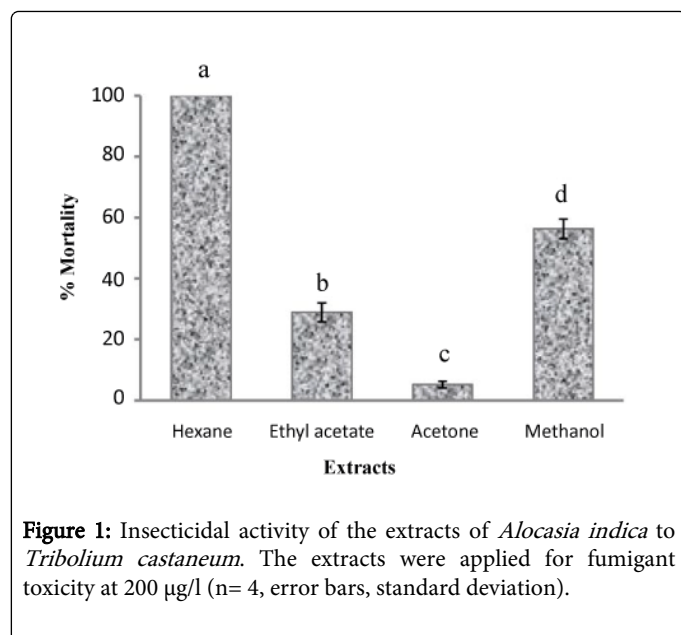 a
100
80
60
40
20
0
% Mortality
b
c
d
Hexane Ethyl acetate Acetone Methanol
Extracts
Figure 1: Insecticidal activity of the extracts of Alocasia indica to
Tribolium castaneum. The extracts were applied for fumigant
toxicity at 200 μg/l (n= 4, error bars, standard deviation).